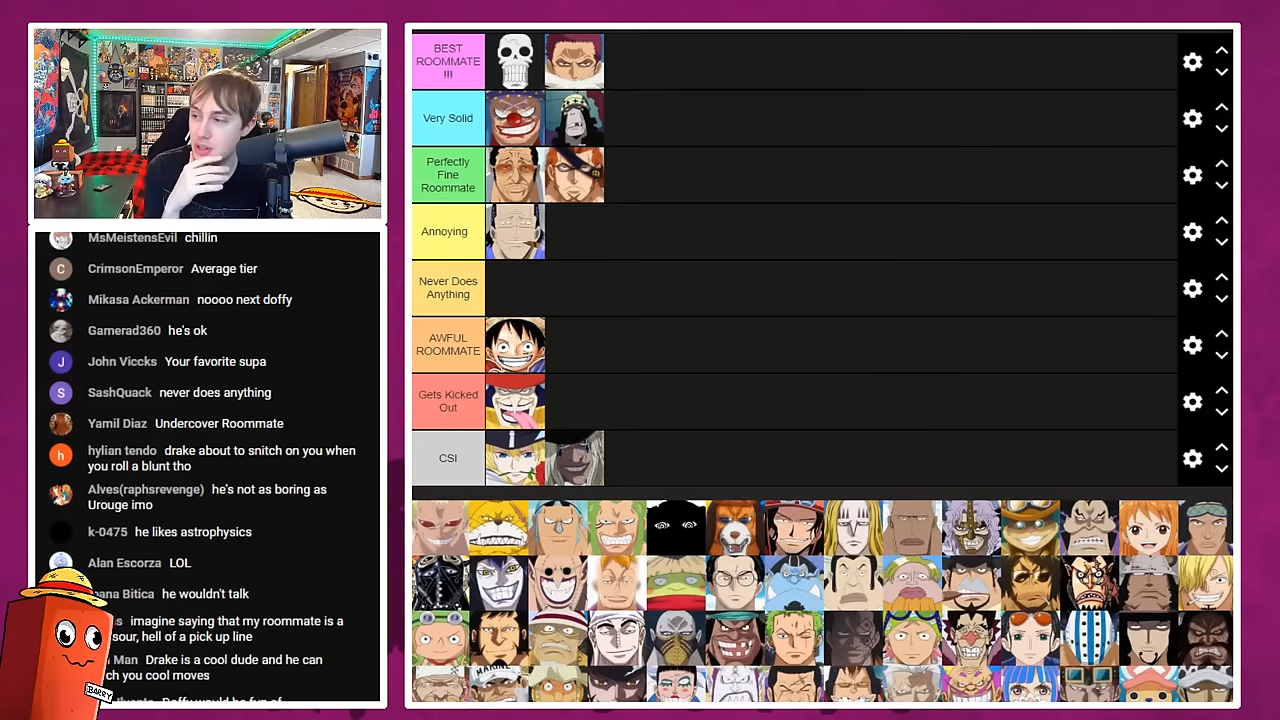 MsMeistensEvil chillin
CrimsonEmperor Average tier
Mikasa Ackerman noooo next doffy
Gamerad360 he's ok
J
John Viccks Your favorite supa
S
SashQuack never does anything
Yamil Diaz Undercover Roommate
h
hylian tendo drake about to snitch on you when
you roll a blunt tho
Alves(raphsrevenge) he's not as boring as
Urouge imo
k-0475 he likes astrophysics
Alan Escorza LOL
Bitica he wouldn't talk
imagine saying that my roommate is a
sour, hell of a pick up line
Man Drake is a cool dude and he can
you cool moves
BARRY
BEST
ROOMMATE
!!!
Very Solid
Perfectly
Fine
Roommate
Annoying
Never Does
Anything
AWFUL
ROOMMATE
Gets Kicked
Out
CSI
MARINE